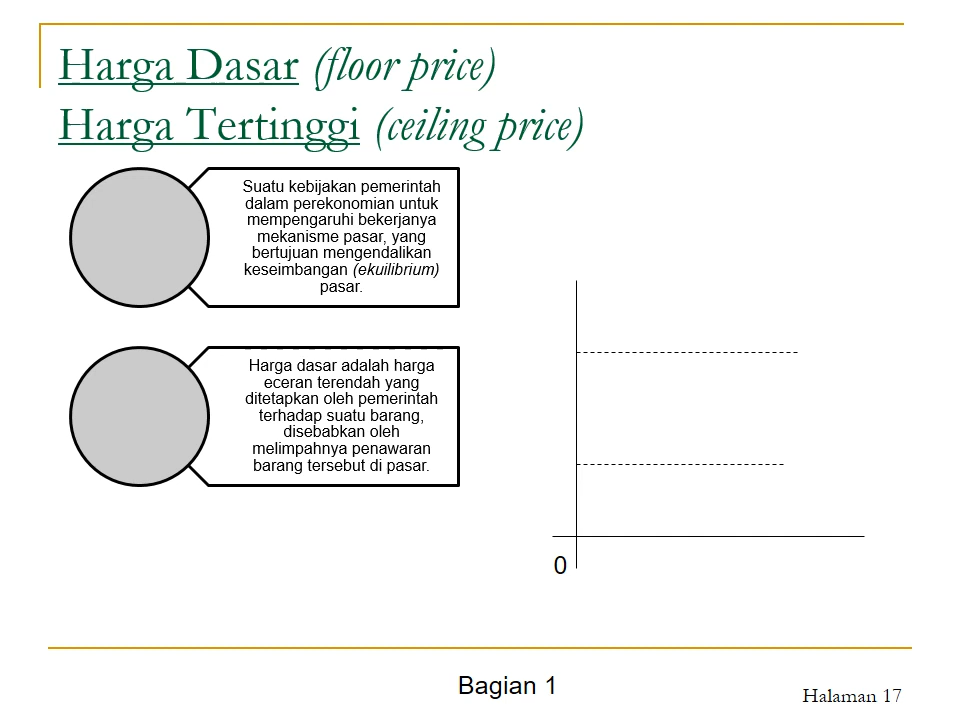 Harga Dasar (floor price)
Harga Tertinggi (ceiling price)
Suatu kebijakan pemerintah
dalam perekonomian untuk
mempengaruhi bekerjanya
mekanisme pasar, yang
bertujuan mengendalikan
keseimbangan (ekuilibrium)
pasar.
Harga dasar adalah harga
eceran terendah yang
ditetapkan oleh pemerintah
terhadap suatu barang,
disebabkan oleh
melimpahnya penawaran
barang tersebut di pasar.
0
Bagian 1
Halaman 17